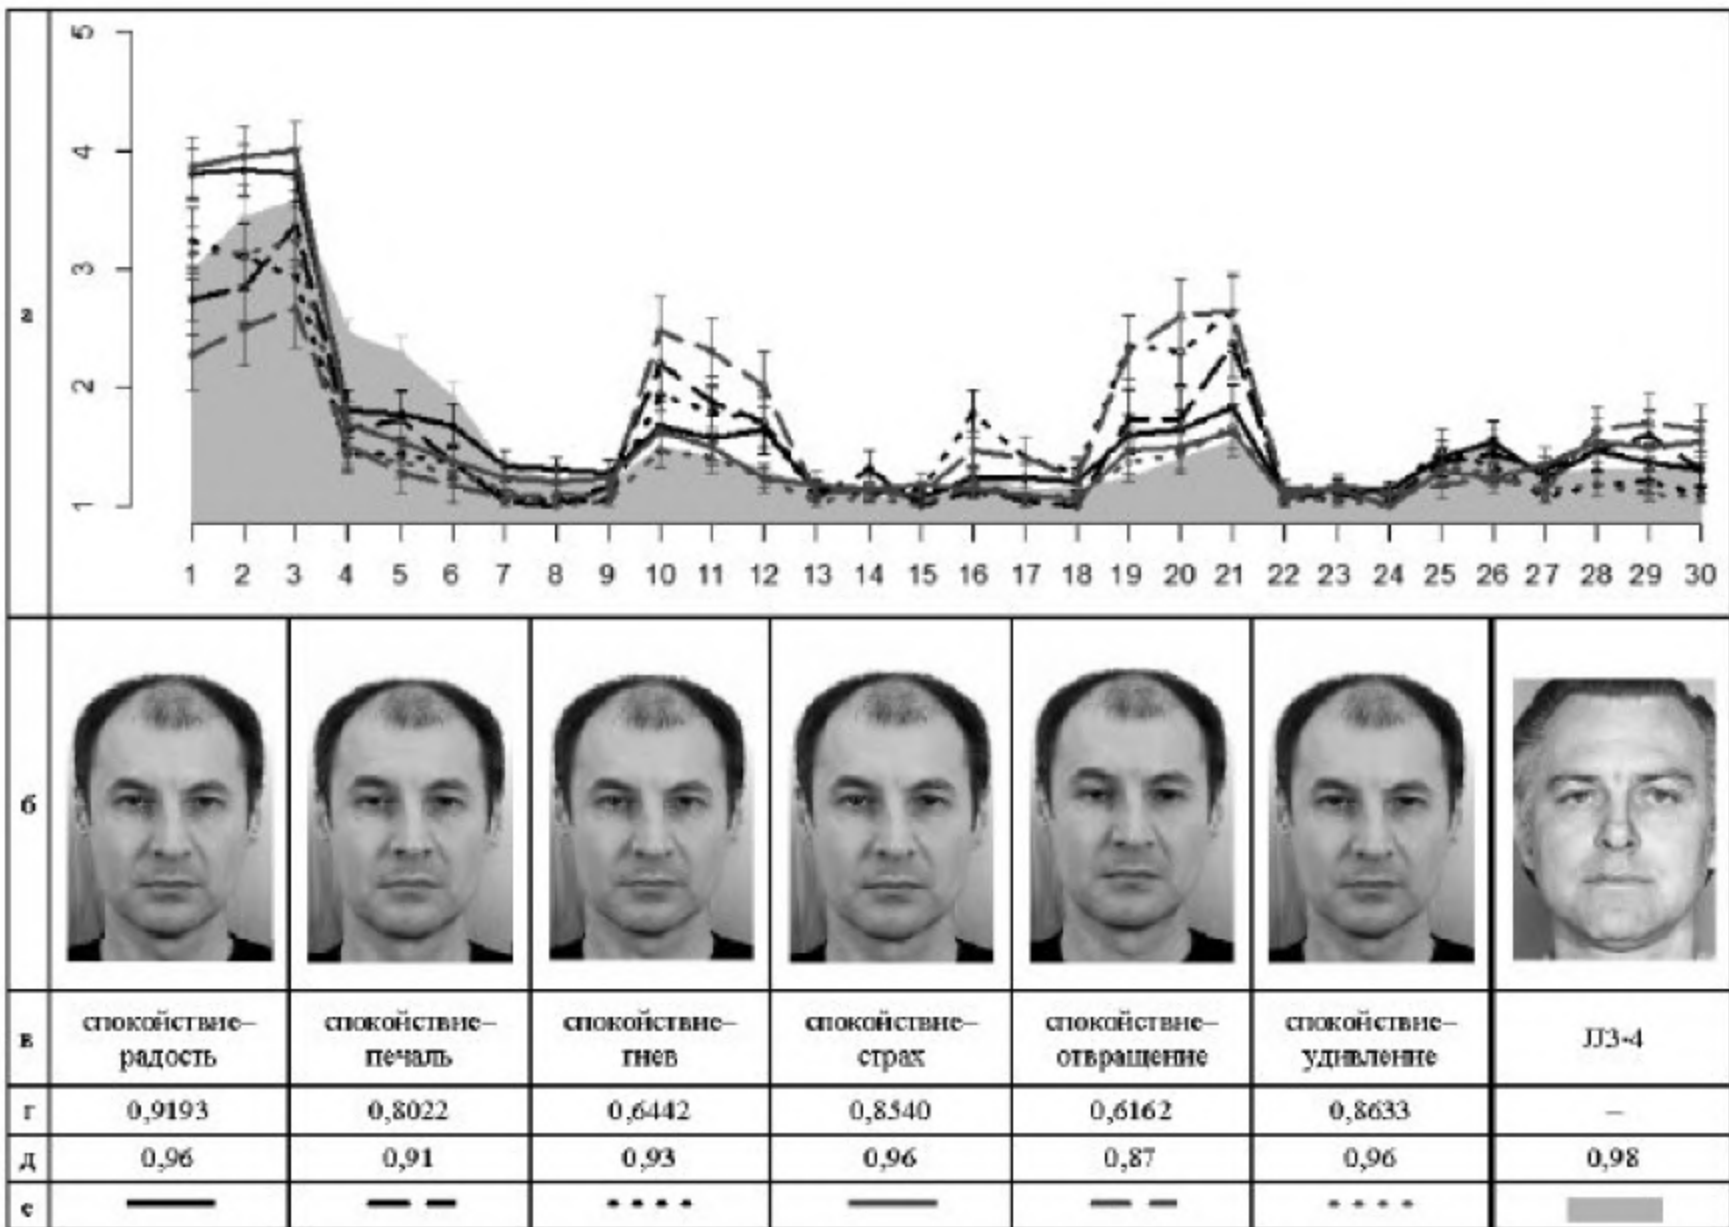 5
4
3
2
1
а
1 2 3 4 5 6 7 8 9 10 11 12 13 14 15 16 17 18 19 20 21 22 23 24 25 26 27 28 29 30
б
в спокойствие– спокойствие– спокойствие– спокойствие– спокойствие– спокойствие– JJ3-4
радость печаль гнев страх отвращение удивление
г 0,9193 0,8022 0,6442 0,8540 0,6162 0,8633 –
д 0,96 0,91 0,93 0,96 0,87 0,96 0,98
е